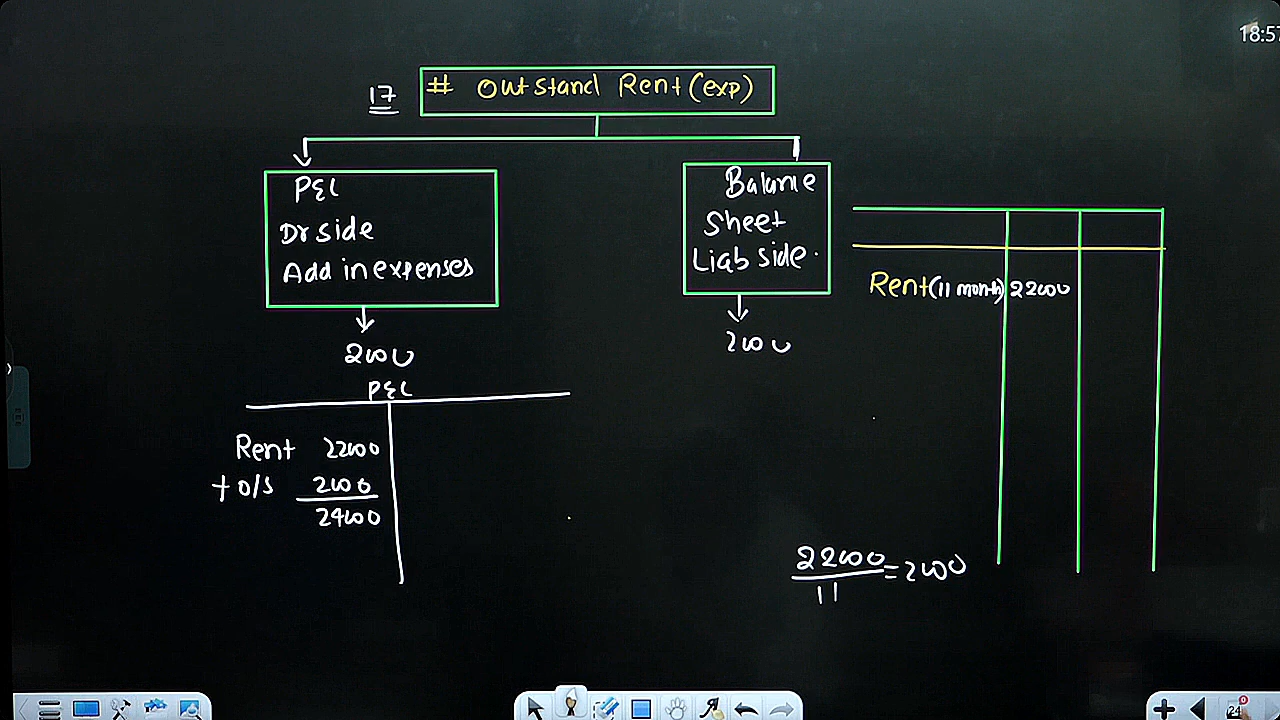 18:57
17
# Outstand Rent (exp)
P&L
Dr side
Add in expenses
2000
Balance
Sheet
Liab side.
2000
Rent (11 month) 22000
P&L
Rent 22000
+ o/s 2000
24000
22000
11
= 2000
24